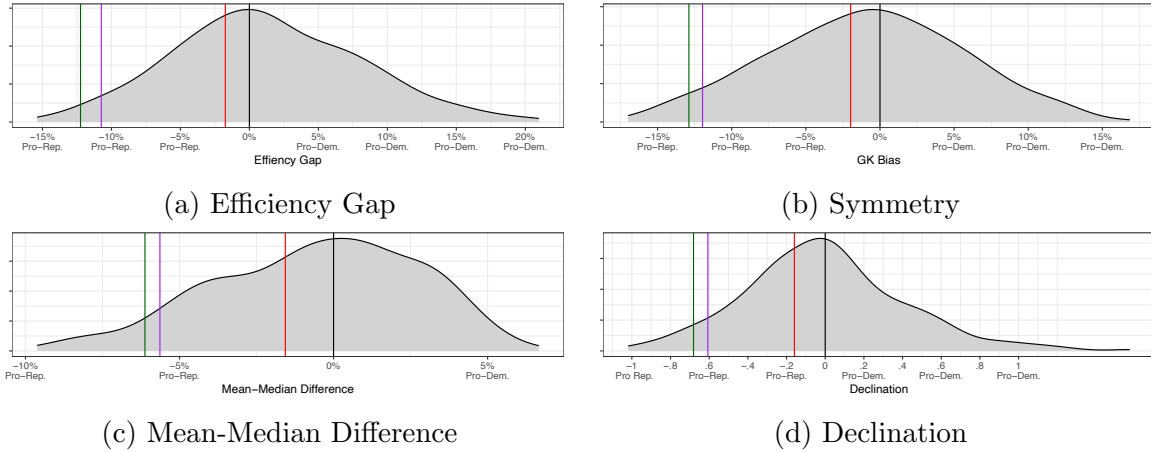 −15% −10% −5% 0% 5% 10% 15% 20%
Pro−Rep. Pro−Rep. Pro−Rep. Pro−Dem. Pro−Dem. Pro−Dem. Pro−Dem.
Effiency Gap
(a) Efficiency Gap
−15% −10% −5% 0% 5% 10% 15%
Pro−Rep. Pro−Rep. Pro−Rep. Pro−Dem. Pro−Dem. Pro−Dem.
GK Bias
(b) Symmetry
−10% −5% 0% 5%
Pro−Rep. Pro−Rep. Pro−Dem.
Mean−Median Difference
(c) Mean-Median Difference
−1 −.8 .6 −.4 −.2 0 .2 .4 .6 .8 1
Pro Rep. Pro−Rep. Pro−Rep. Pro−Dem. Pro−Dem. Pro−Dem.
Declination
(d) Declination